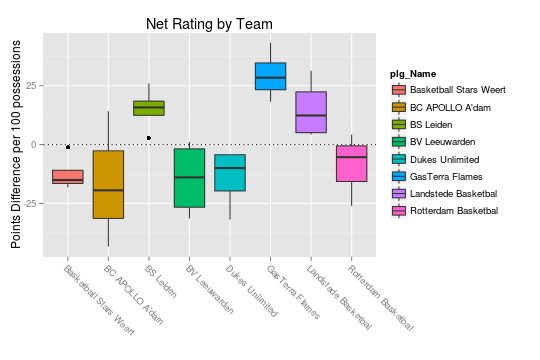 Net Rating by Team
Points Difference per 100 possessions
25
0
-25
Basketball Stars Weert
BC APOLLO A'dam
BS Leiden
BV Leeuwarden
Dukes Unlimited
GasTerra Flames
Landstede Basketbal
Rotterdam Basketbal
plg_Name
Basketball Stars Weert
BC APOLLO A'dam
BS Leiden
BV Leeuwarden
Dukes Unlimited
GasTerra Flames
Landstede Basketbal
Rotterdam Basketbal